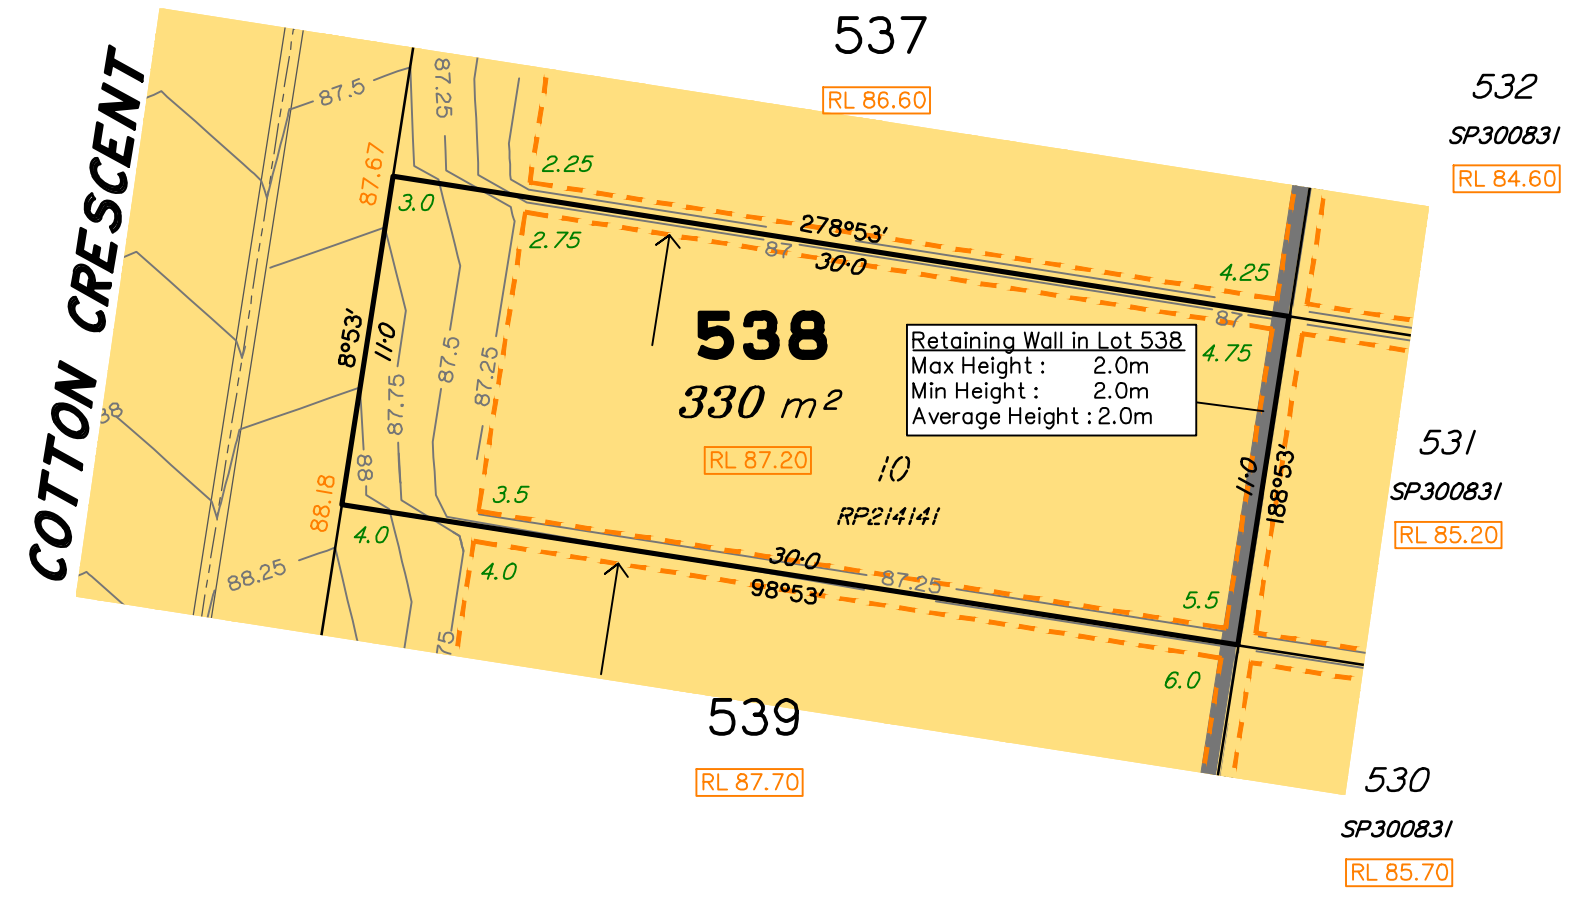 537
RL 86.60
532
SP300831
RL 84.60
COTTON CRESCENT
87.5
87.25
87.67
2.25
3.0
2.75
278°53'
87
30·0
4.25
87
8°53'
11·0
87.75
87.5
87.25
538
330 m²
RL 87.20
10
RP214141
Retaining Wall in Lot 538
Max Height : 2.0m
Min Height : 2.0m
Average Height : 2.0m
4.75
11·0
188°53'
531
SP300831
RL 85.20
88
88.18
3.5
4.0
4.0
88.25
30·0
98°53'
87.25
5.5
6.0
539
RL 87.70
530
SP300831
RL 85.70